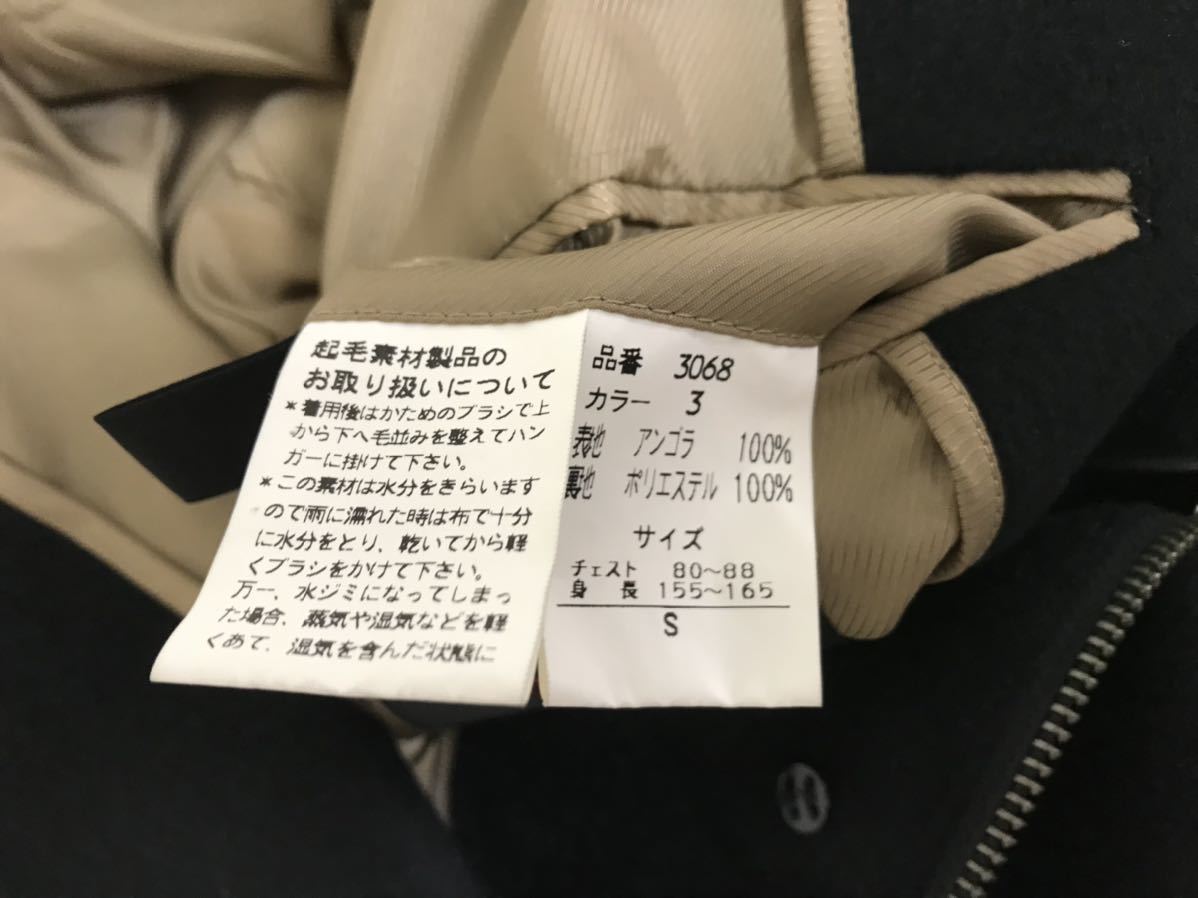 起毛素材製品の
お取り扱いについて
*着用後はかためのブラシで上
から下へ毛並みを整えてハン
ガーに掛けて下さい。
*この素材は水分をきらいます
ので雨に濡れた時は布で十分
に水分をとり、乾いてから軽
くブラシをかけて下さい。
万一、水ジミになってしまっ
た場合、蒸気や湿気などを軽
くあて、湿気を含んだ状態に
品番 3068
カラー 3
表地 アンゴラ 100%
裏地 ポリエステル 100%
サイズ
チェスト 80~88
身長 155~165
S